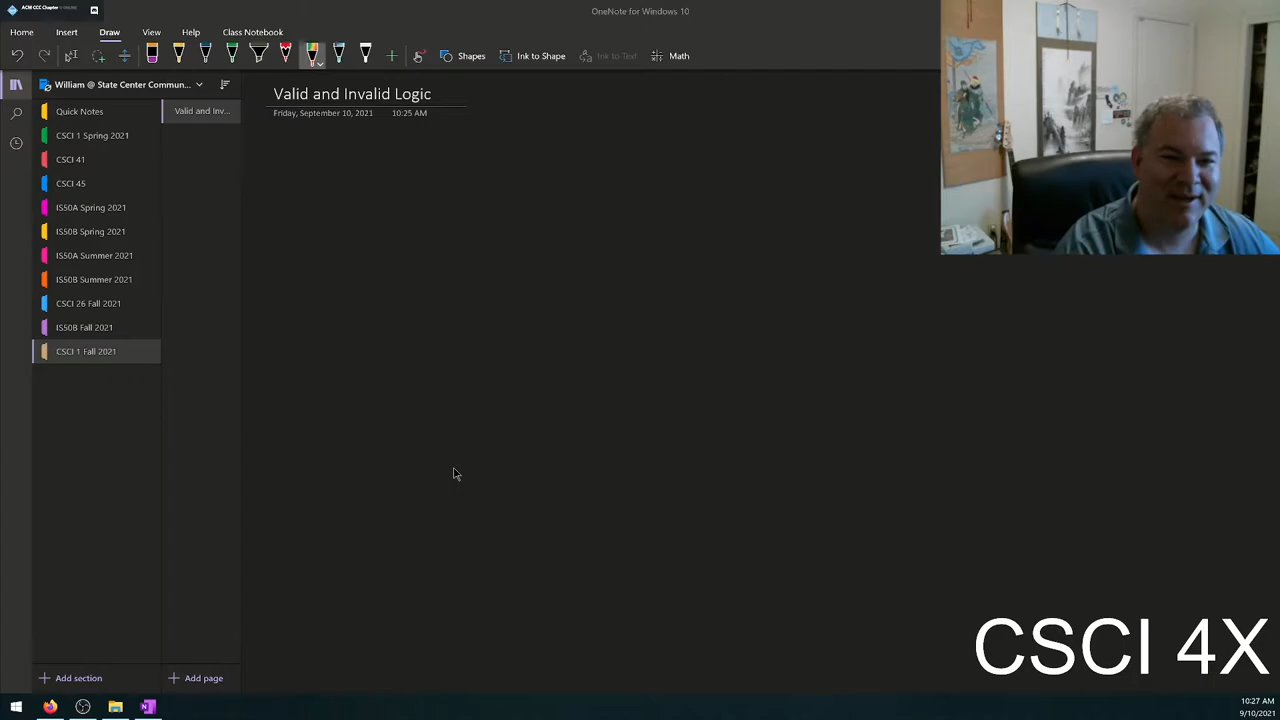 ACM CCC Chapter
OneNote for Windows 10
Home Insert Draw View Help Class Notebook
Shapes Ink to Shape Ink to Text Math
William @ State Center Commun...
Valid and Invalid Logic
Friday, September 10, 2021 10:25 AM
Quick Notes
CSCI 1 Spring 2021
CSCI 41
CSCI 45
IS50A Spring 2021
IS50B Spring 2021
IS50A Summer 2021
IS50B Summer 2021
CSCI 26 Fall 2021
IS50B Fall 2021
CSCI 1 Fall 2021
Valid and Inv...
CSCI 4X
Add section
Add page
10:27 AM
9/10/2021